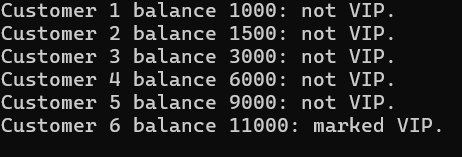 Customer 1 balance 1000: not VIP.
Customer 2 balance 1500: not VIP.
Customer 3 balance 3000: not VIP.
Customer 4 balance 6000: not VIP.
Customer 5 balance 9000: not VIP.
Customer 6 balance 11000: marked VIP.